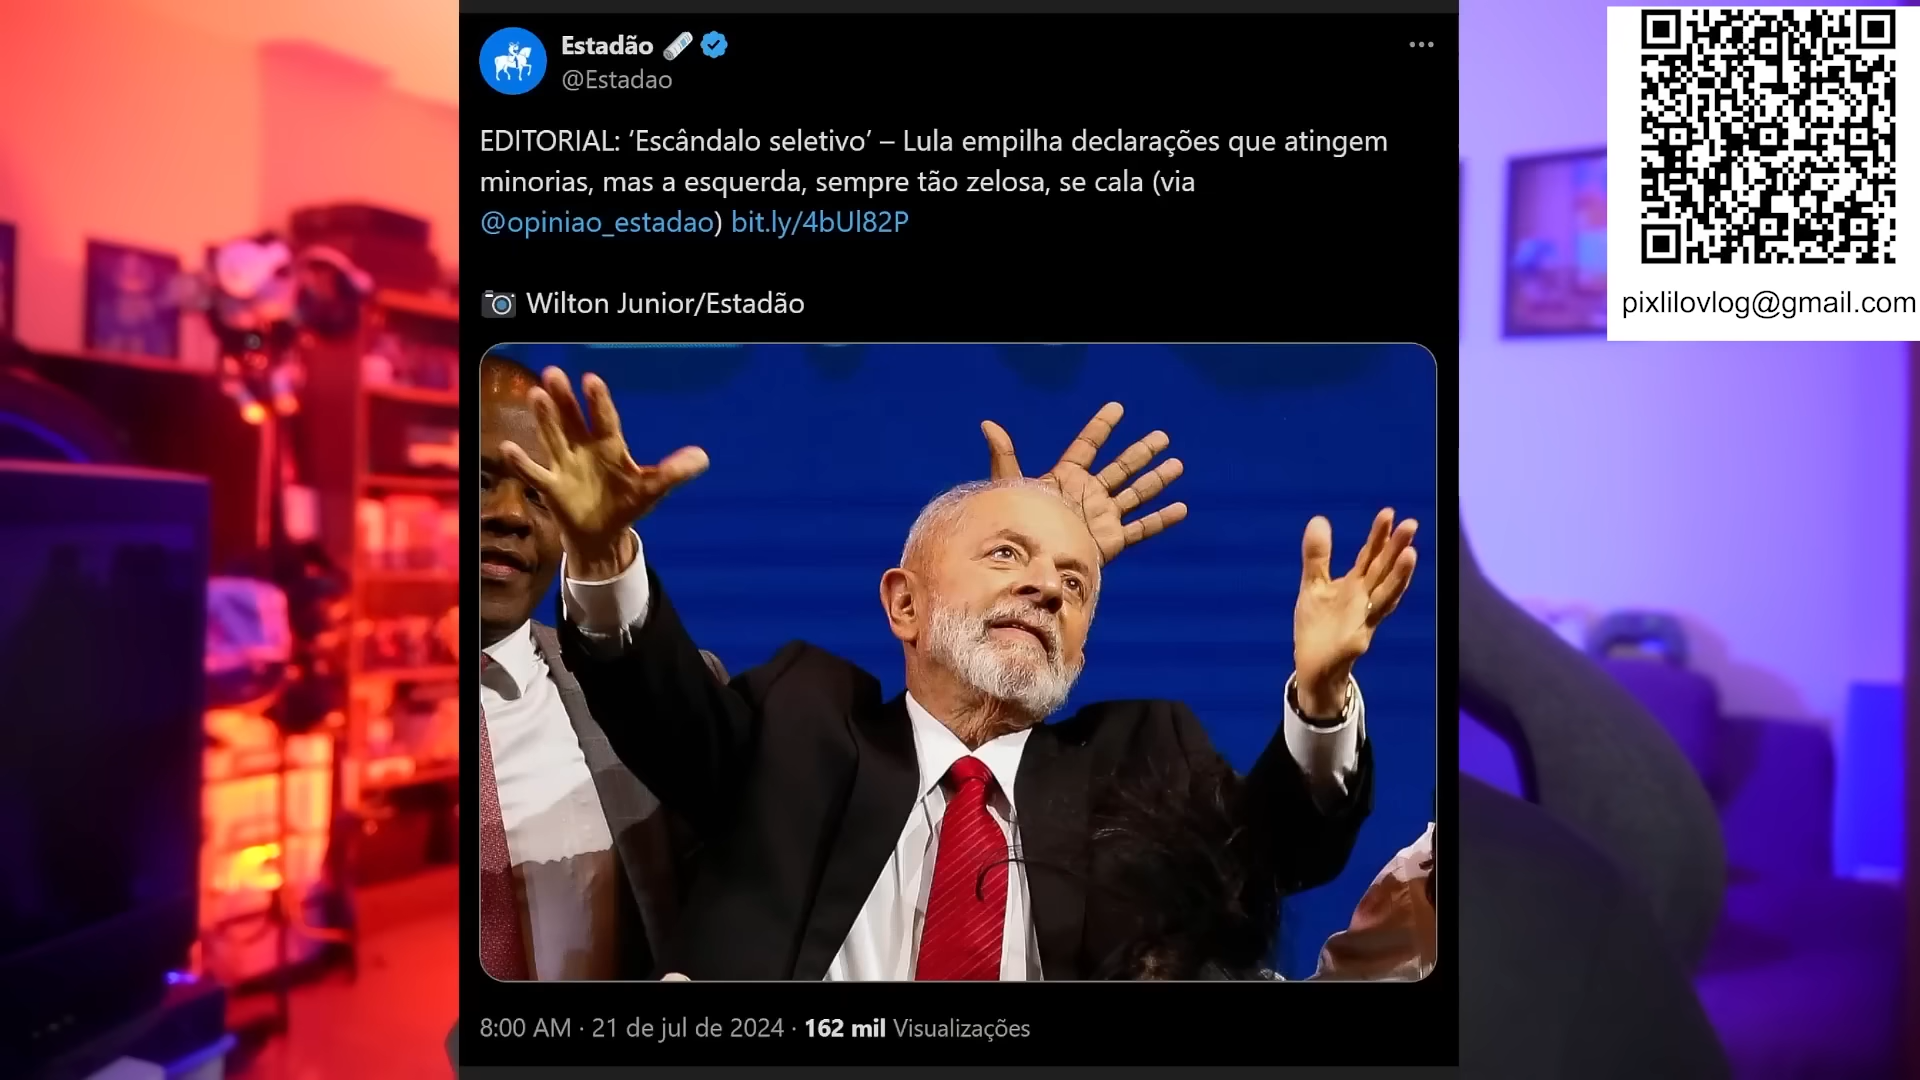 Estadão
@Estadao
EDITORIAL: ‘Escândalo seletivo’ – Lula empilha declarações que atingem
minorias, mas a esquerda, sempre tão zelosa, se cala (via
@opiniao_estadao) bit.ly/4bUl82P
Wilton Junior/Estadão
8:00 AM · 21 de jul de 2024 · 162 mil Visualizações
pixlilovlog@gmail.com